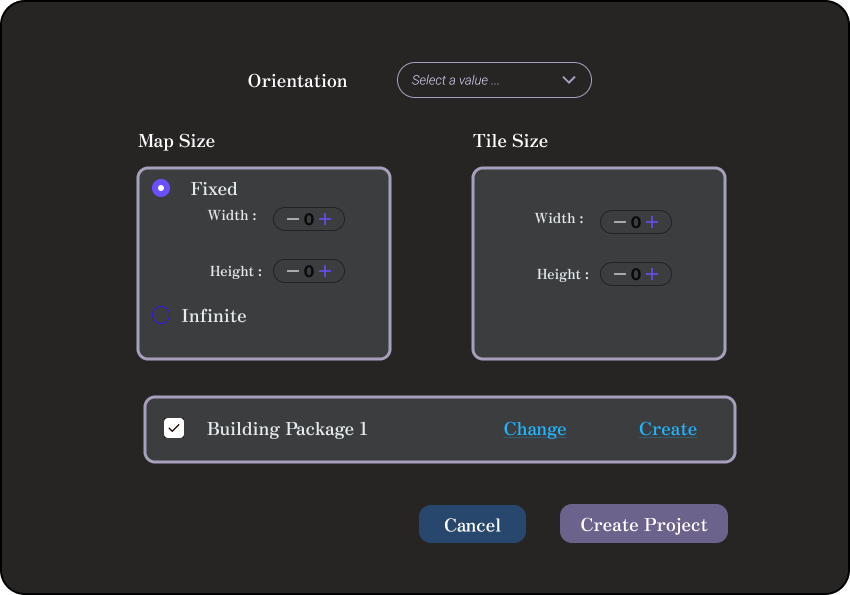 Orientation Select a value ...
Map Size Tile Size
Fixed
Width : — 0 + Width : — 0 +
Height : — 0 + Height : — 0 +
Infinite
Building Package 1 Change Create
Cancel Create Project